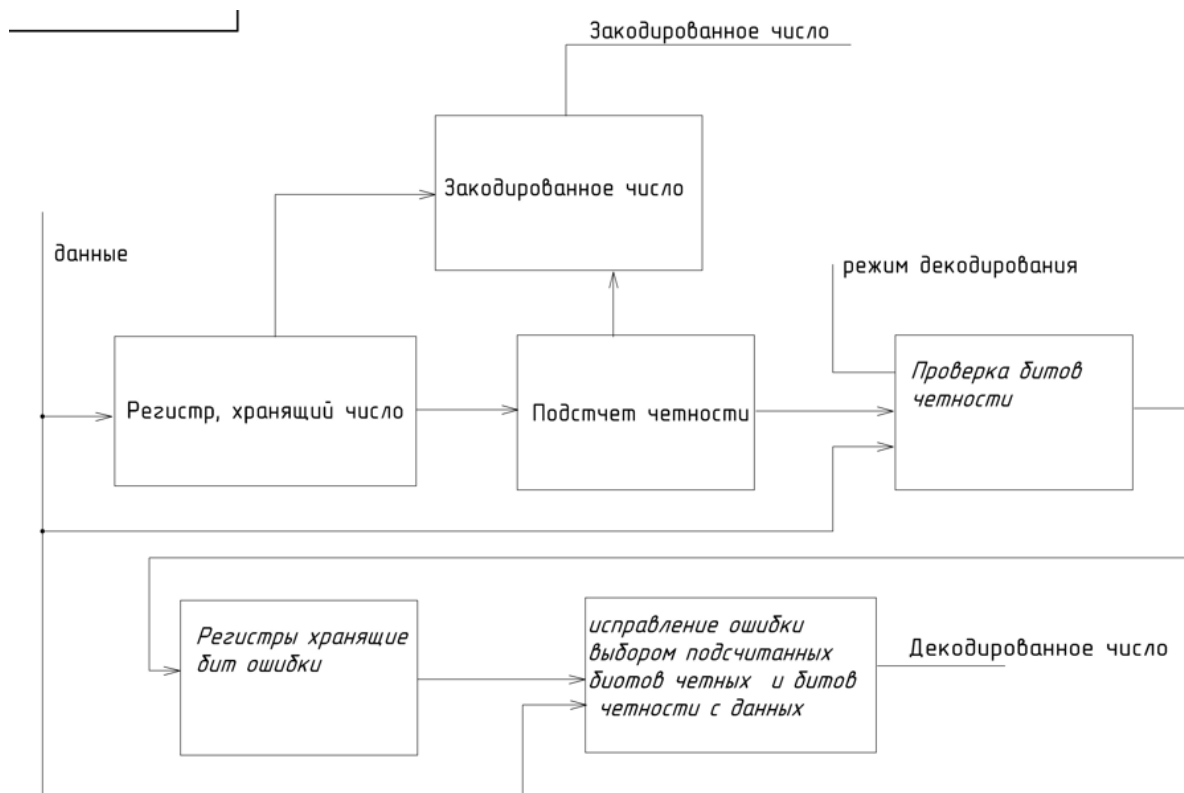 Закодированное число
Закодированное число
данные
режим декодирования
Регистр, хранящий число
Подстчет четности
Проверка битов
четности
Регистры хранящие
бит ошибки
исправление ошибки
выбором подсчитанных
биотов четных и битов
четности с данных
Декодированное число